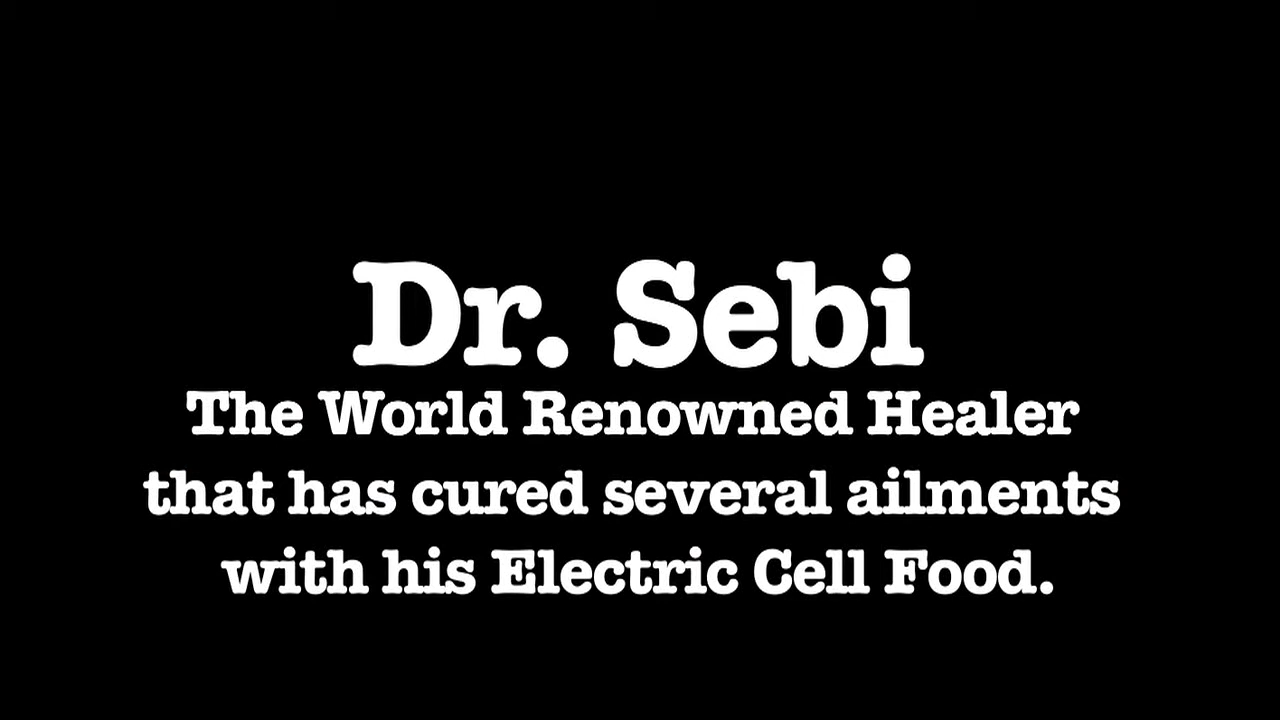 Dr. Sebi
The World Renowned Healer
that has cured several ailments
with his Electric Cell Food.